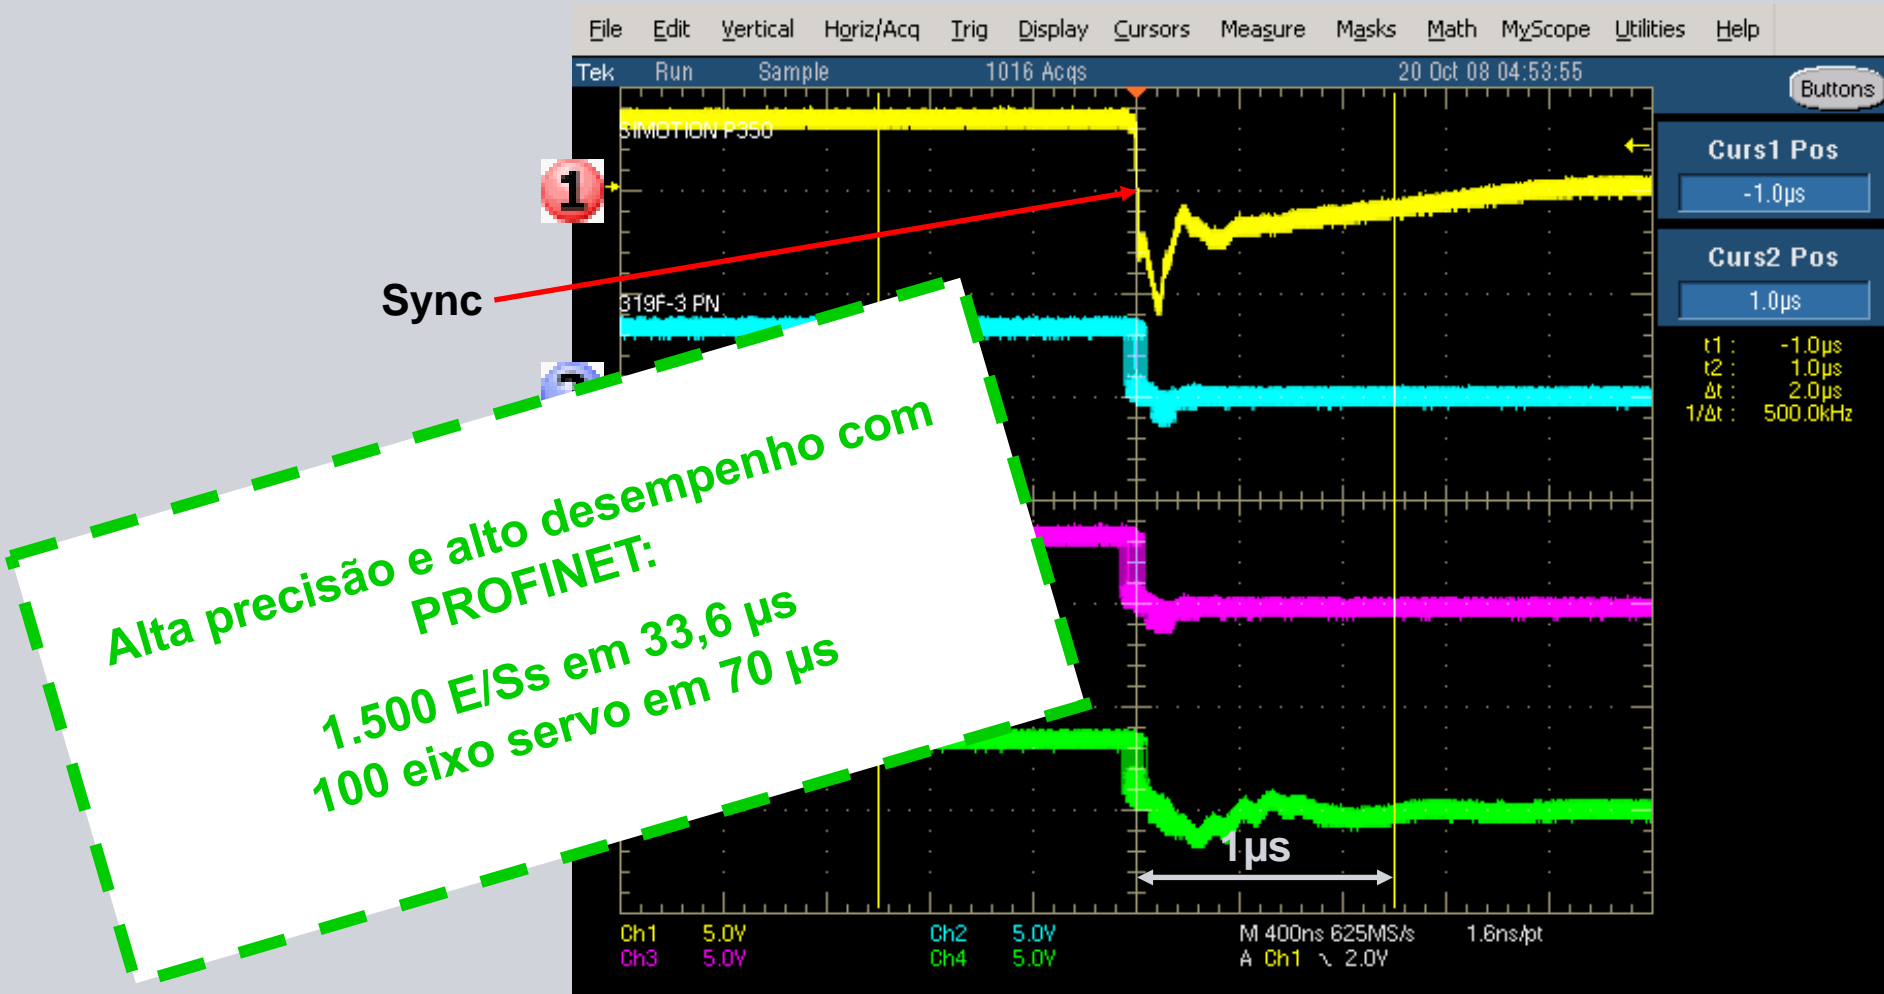 File Edit Vertical Horiz/Acq Trig Display Cursors Measure Masks Math MyScope Utilities Help
Tek Run Sample 1016 Acqs 20 Oct 08 04:53:55
Buttons
SIMOTION P350
Curs1 Pos
-1.0µs
1
Curs2 Pos
1.0µs
Sync
319F-3 PN
t1 : -1.0µs
t2 : 1.0µs
Δt : 2.0µs
1/Δt : 500.0kHz
Alta precisão e alto desempenho com
PROFINET:
1.500 E/Ss em 33,6 µs
100 eixo servo em 70 µs
1µs
Ch1 5.0V Ch2 5.0V M 400ns 625MS/s 1.6ns/pt
Ch3 5.0V Ch4 5.0V A Ch1 2.0V